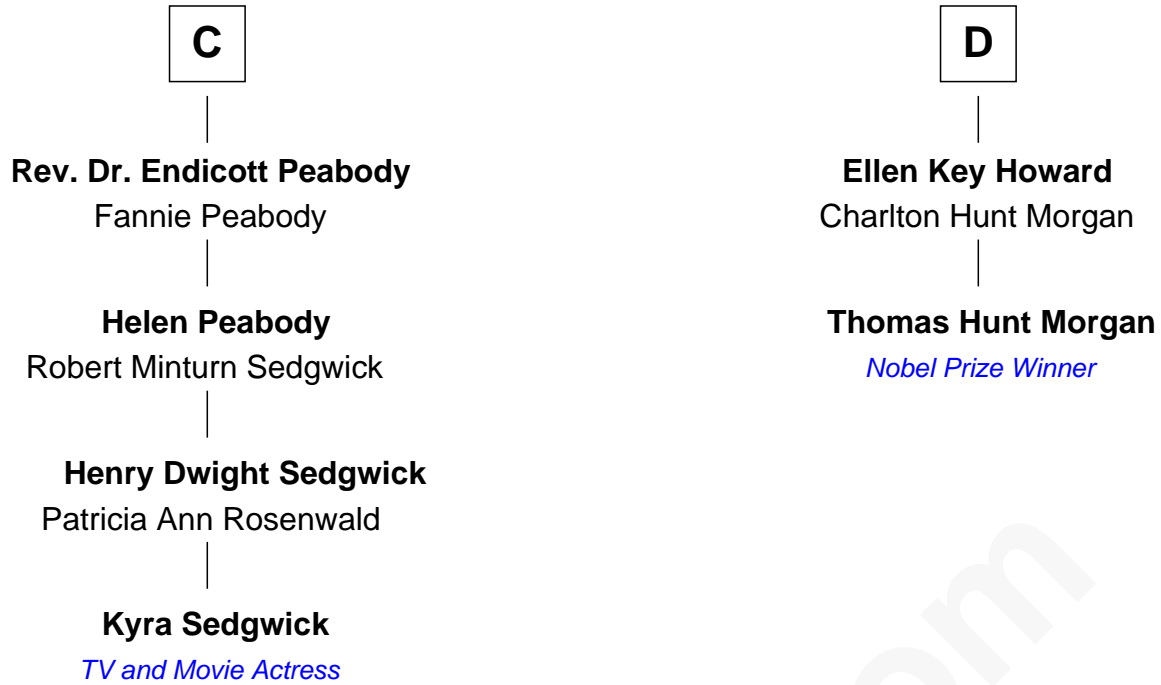 C
Rev. Dr. Endicott Peabody
Fannie Peabody
Helen Peabody
Robert Minturn Sedgwick
Henry Dwight Sedgwick
Patricia Ann Rosenwald
Kyra Sedgwick
TV and Movie Actress
D
Ellen Key Howard
Charlton Hunt Morgan
Thomas Hunt Morgan
Nobel Prize Winner
om